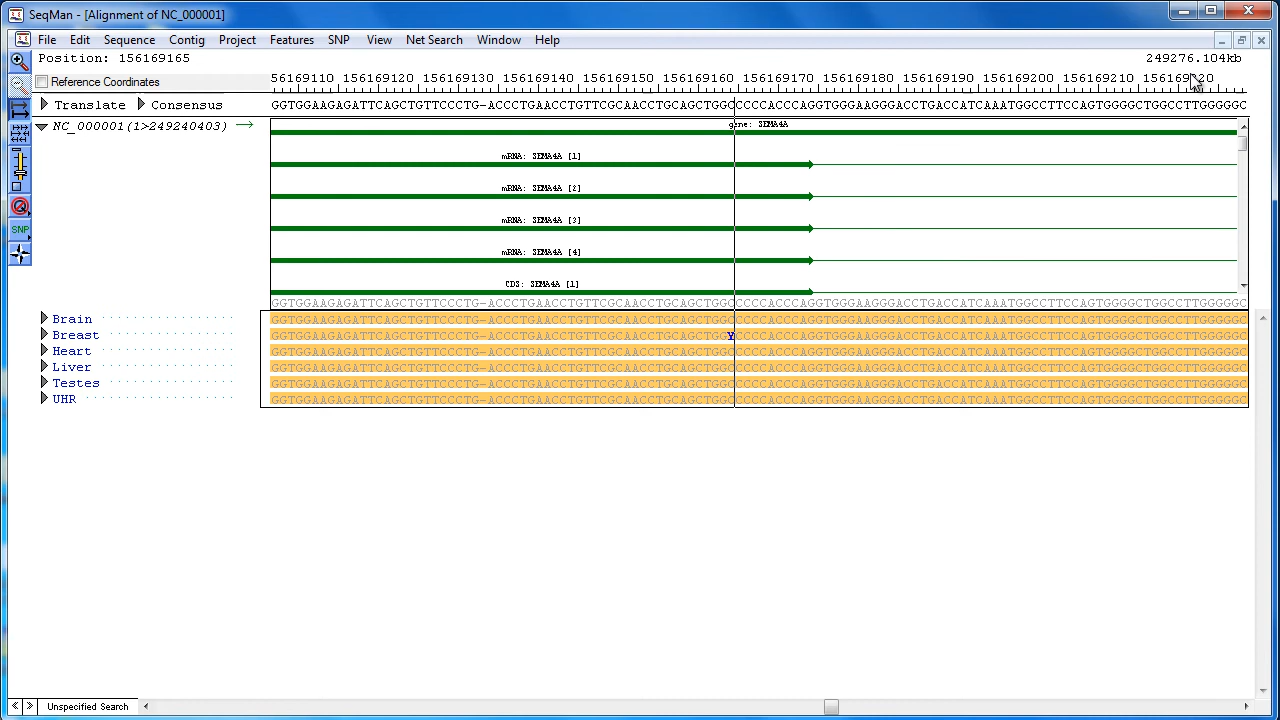 SeqMan - [Alignment of NC_000001]
File Edit Sequence Contig Project Features SNP View Net Search Window Help
Position: 156169165
249276.104kb
Reference Coordinates
56169110 156169120 156169130 156169140 156169150 156169160 156169170 156169180 156169190 156169200 156169210
Translate Consensus GGTGGAAGAGATTCAGCTGTTCCCTG-ACCCTGAACCTGTTCGCAACCTGCAGCTGGCCCCCACCCAGGTGGGAAGGGACCTGACCATCAAATGGCCTTCCAGTGGGGCTGGCCTTGGGGGC
NC_000001(1>249240403)
gene: SEMA4A
mRNA: SEMA4A [1]
mRNA: SEMA4A [2]
mRNA: SEMA4A [3]
mRNA: SEMA4A [4]
CDS: SEMA4A [1]
SNP
Brain
Breast
Y
Heart
Liver
Testes
UHR
Unspecified Search